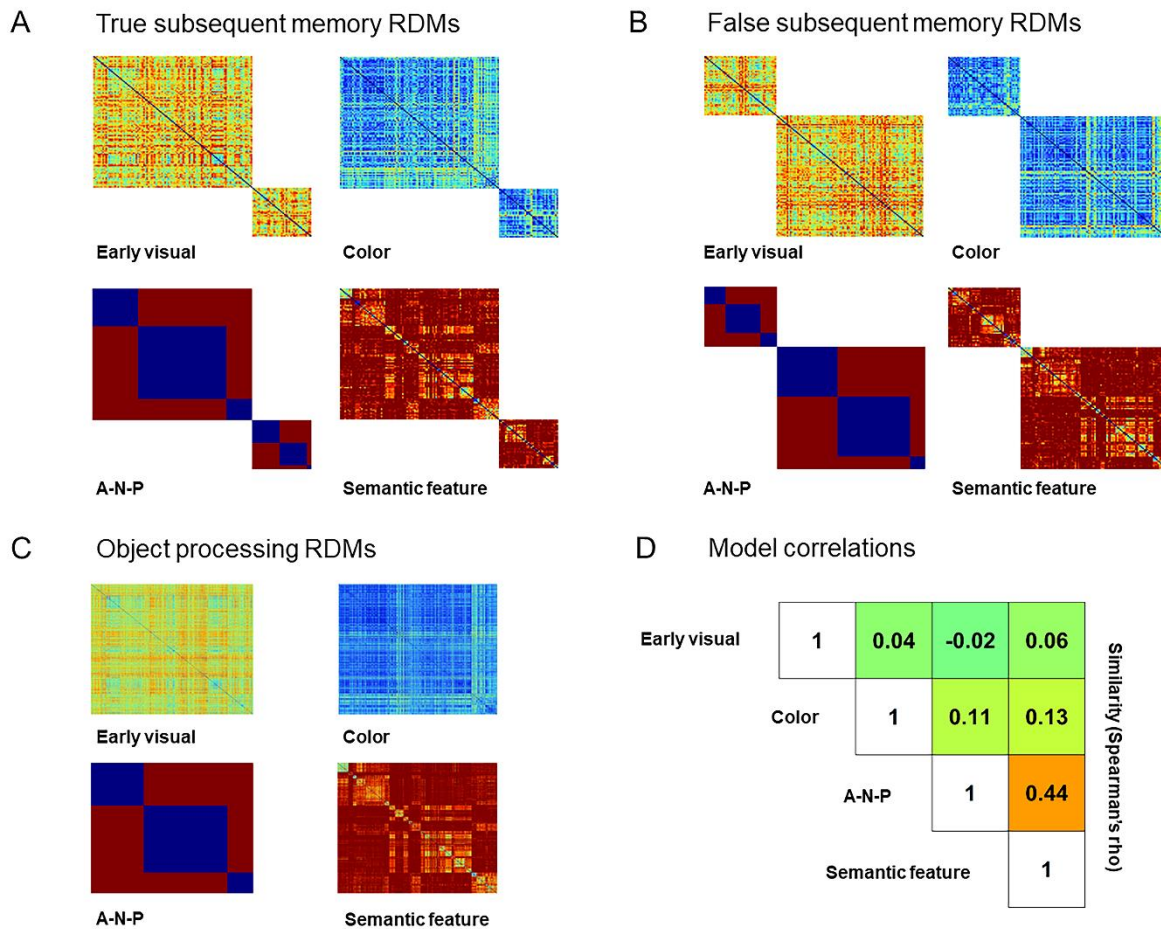 A True subsequent memory RDMs
B False subsequent memory RDMs
Early visual Color
Early visual Color
A-N-P Semantic feature
A-N-P Semantic feature
C Object processing RDMs
D Model correlations
Early visual Color
A-N-P Semantic feature
Early visual 1 0.04 -0.02 0.06
Color 1 0.11 0.13
A-N-P 1 0.44
Semantic feature 1
Similarity (Spearman's rho)